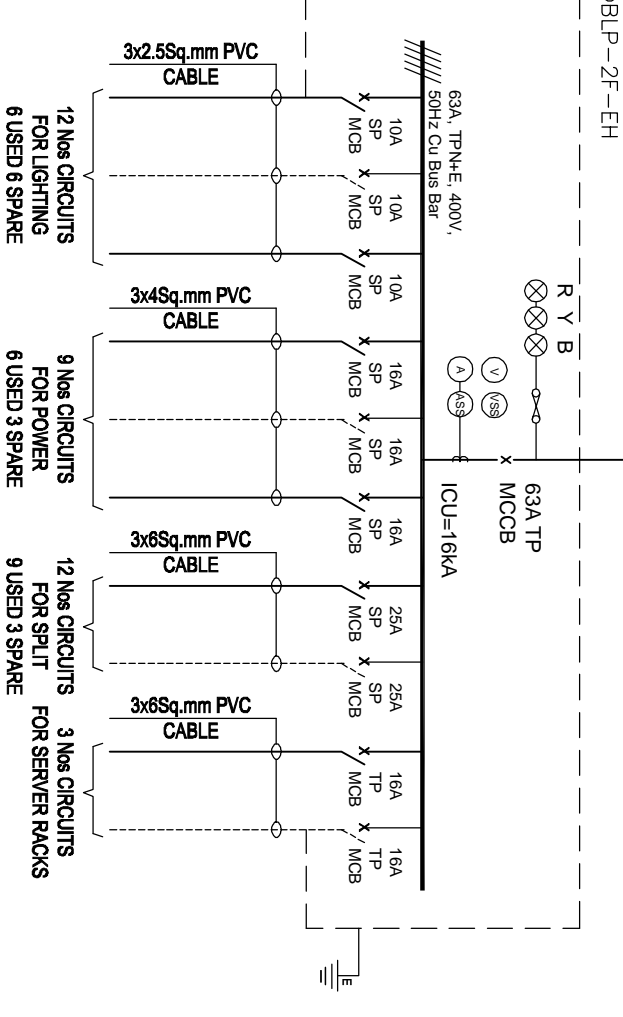 PBLP-2F-EH
R Y B
V
VSS
A
ASS
63A TP
MCCB
ICU=16kA
63A, TPN+E, 400V,
50Hz Cu Bus Bar
10A
SP
MCB
10A
SP
MCB
10A
SP
MCB
16A
SP
MCB
16A
SP
MCB
16A
SP
MCB
25A
SP
MCB
25A
SP
MCB
16A
TP
MCB
16A
TP
MCB
3x2.5Sq.mm PVC
CABLE
3x4Sq.mm PVC
CABLE
3x6Sq.mm PVC
CABLE
3x6Sq.mm PVC
CABLE
12 Nos CIRCUITS
FOR LIGHTING
6 USED 6 SPARE
9 Nos CIRCUITS
FOR POWER
6 USED 3 SPARE
12 Nos CIRCUITS
FOR SPLIT
9 USED 3 SPARE
3 Nos CIRCUITS
FOR SERVER RACKS
E